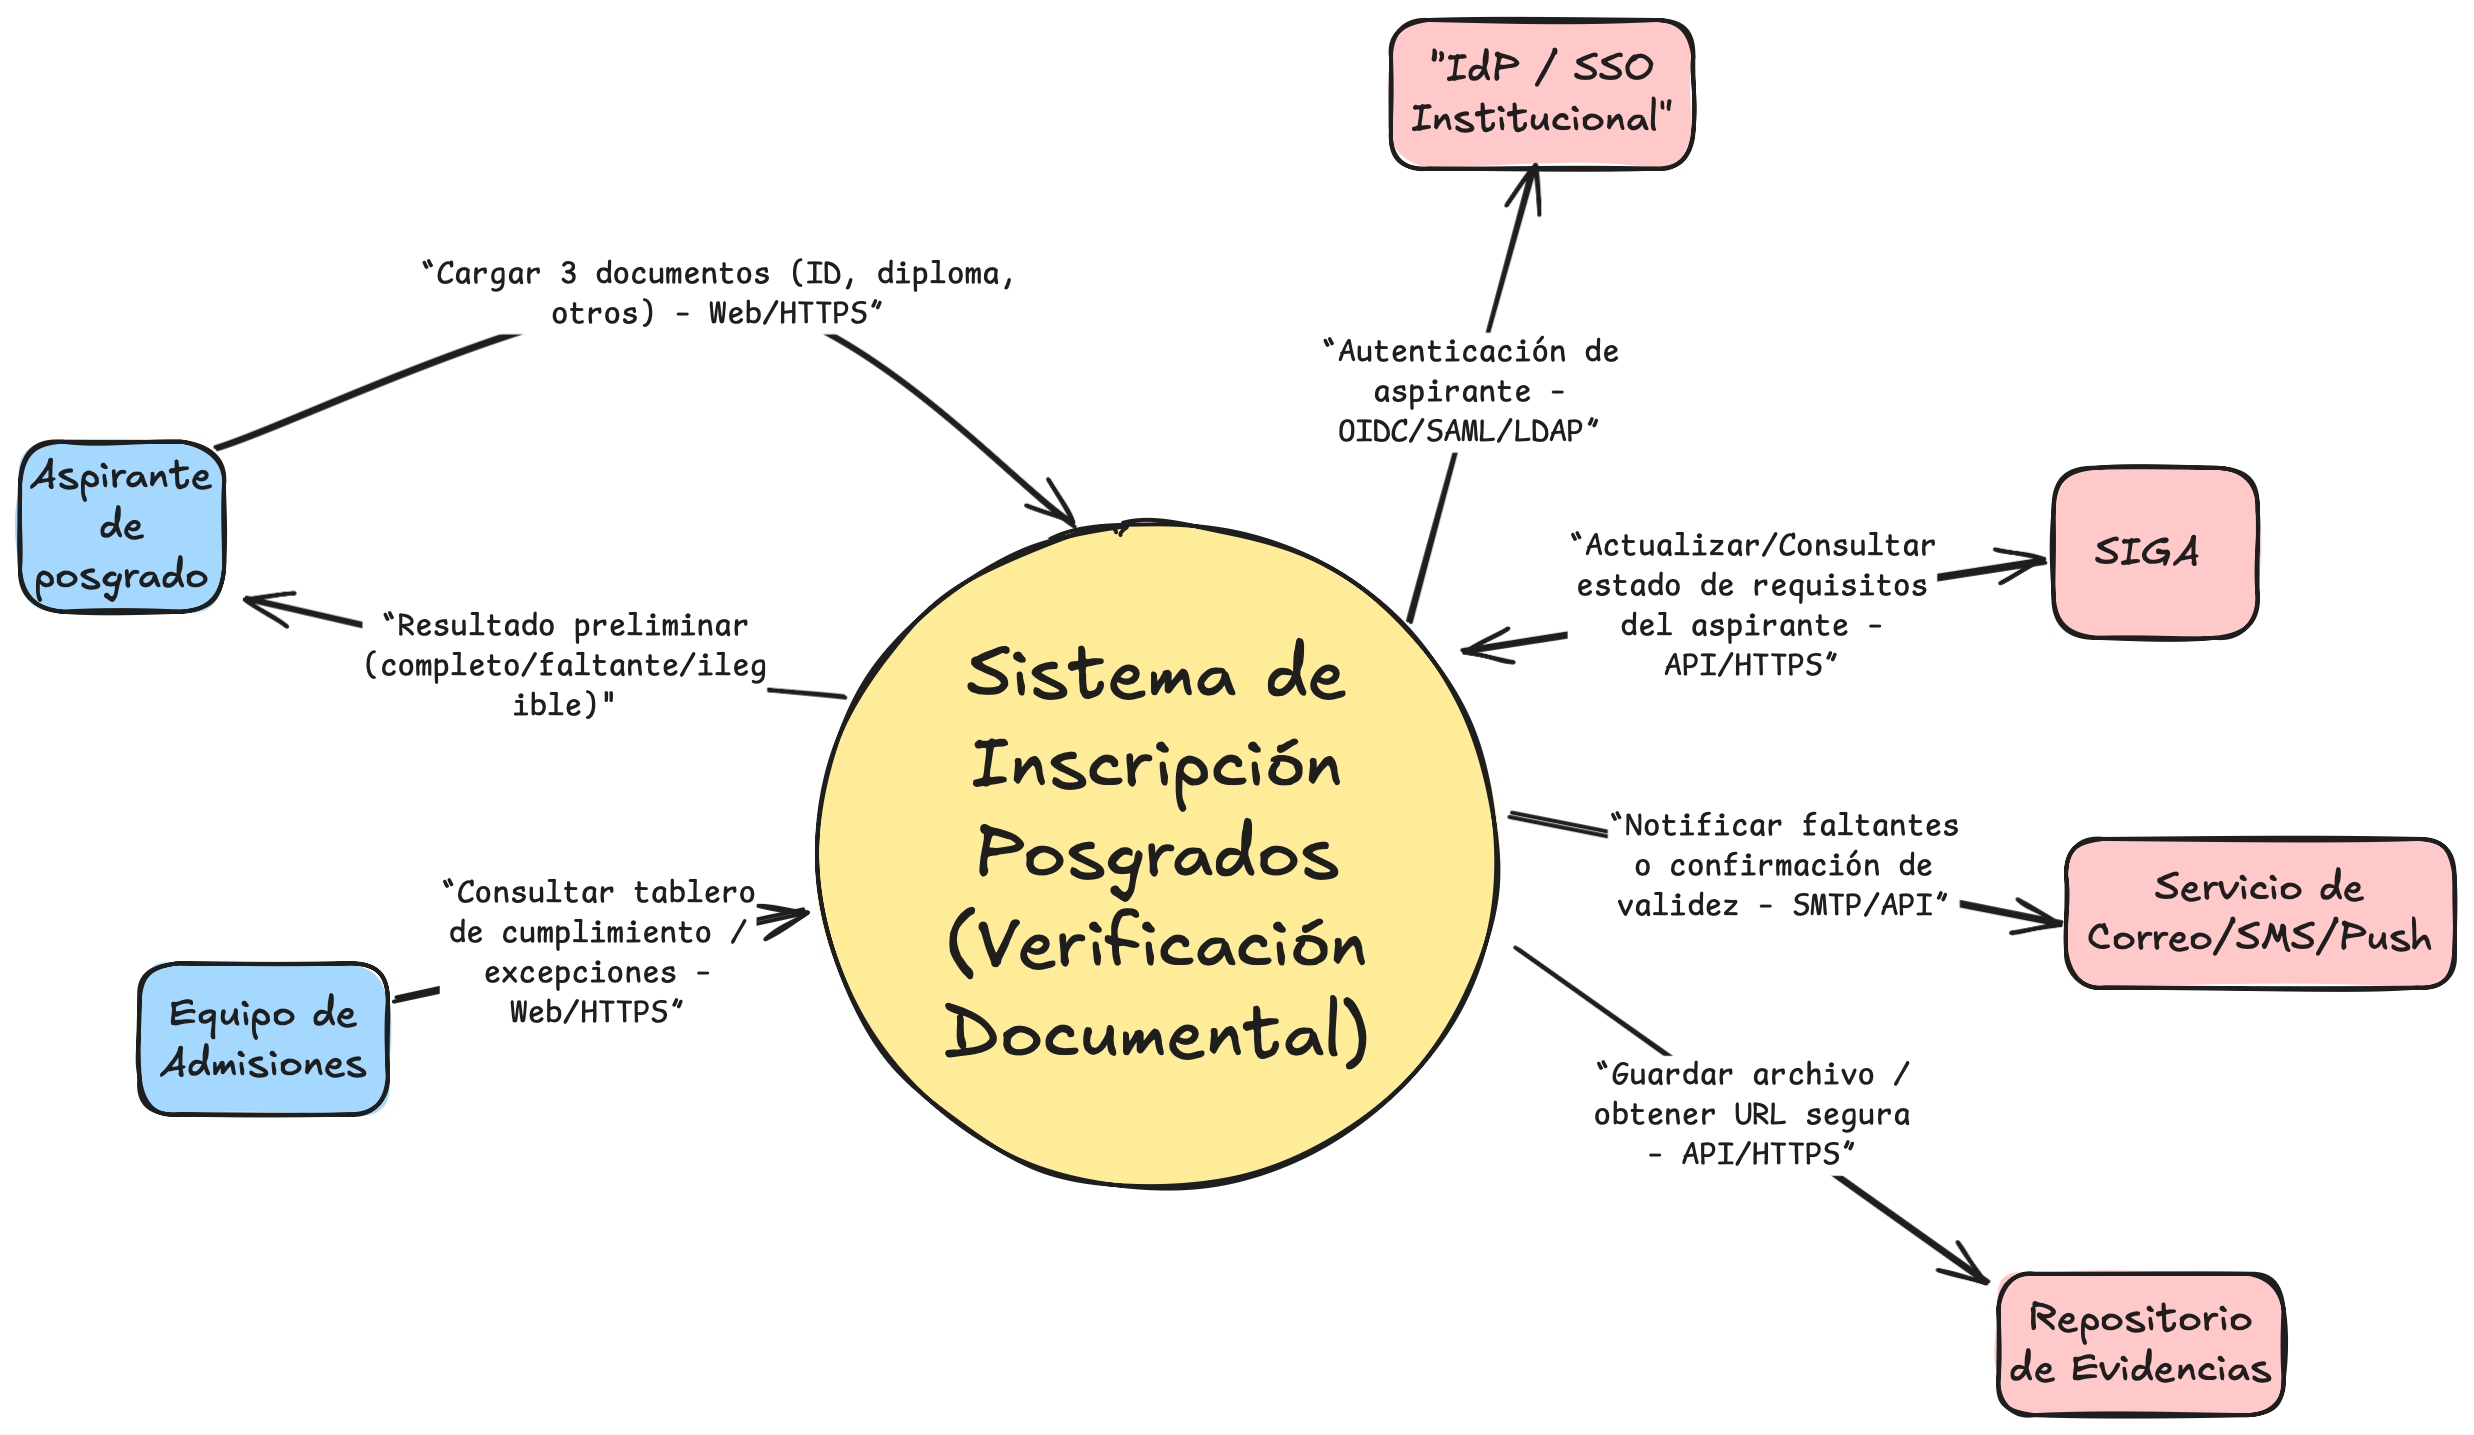 "IdP / SSO
Institucional"
“Cargar 3 documentos (ID, diploma,
otros) - Web/HTTPS”
“Autenticación de
aspirante -
OIDC/SAML/LDAP”
Aspirante
de
posgrado
“Resultado preliminar
(completo/faltante/ileg
ible)"
“Actualizar/Consultar
estado de requisitos
del aspirante -
API/HTTPS”
SIGA
Sistema de
Inscripción
Posgrados
(Verificación
Documental)
“Consultar tablero
de cumplimiento /
excepciones -
Web/HTTPS”
Equipo de
Admisiones
“Notificar faltantes
o confirmación de
validez - SMTP/API”
Servicio de
Correo/SMS/Push
“Guardar archivo /
obtener URL segura
- API/HTTPS”
Repositorio
de Evidencias